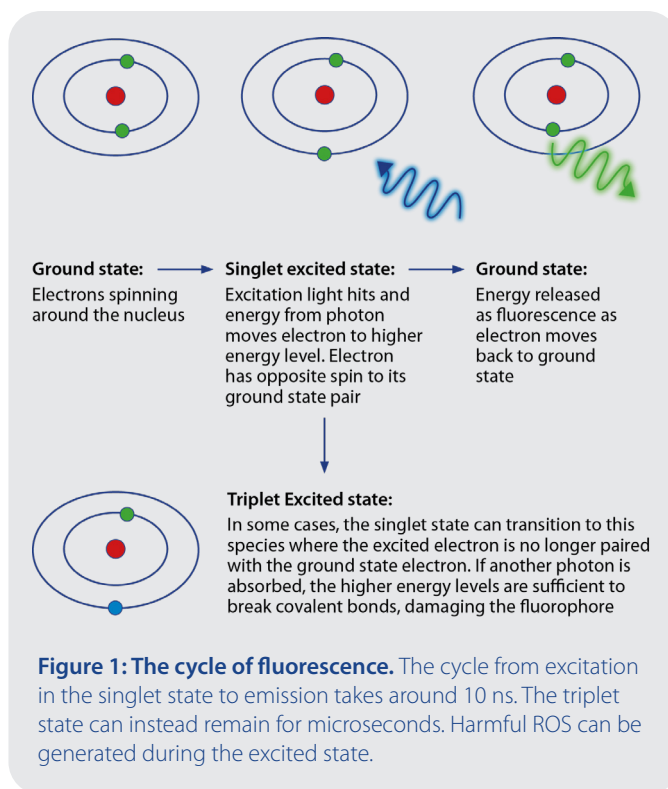 Ground state:
Electrons spinning
around the nucleus
Singlet excited state:
Excitation light hits and
energy from photon
moves electron to higher
energy level. Electron
has opposite spin to its
ground state pair
Ground state:
Energy released
as fluorescence as
electron moves
back to ground
state
Triplet Excited state:
In some cases, the singlet state can transition to this
species where the excited electron is no longer paired
with the ground state electron. If another photon is
absorbed, the higher energy levels are sufficient to
break covalent bonds, damaging the fluorophore
Figure 1: The cycle of fluorescence. The cycle from excitation
in the singlet state to emission takes around 10 ns. The triplet
state can instead remain for microseconds. Harmful ROS can be
generated during the excited state.